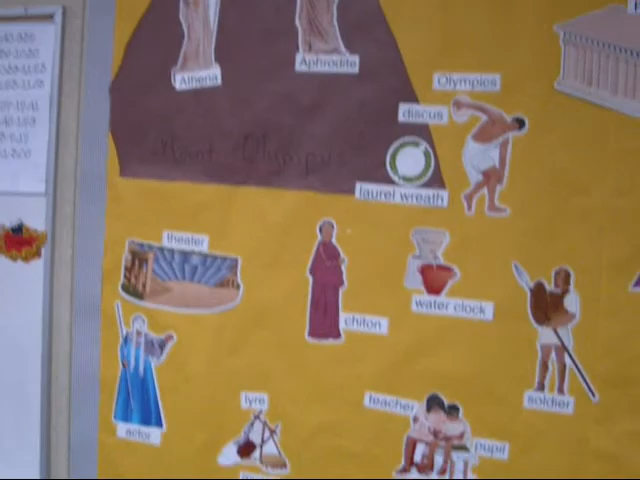 Athena
Aphrodite
Olympics
discus
Mount Olympus
laurel wreath
theater
water clock
chiton
actor
lyre
teacher
pupil
soldier